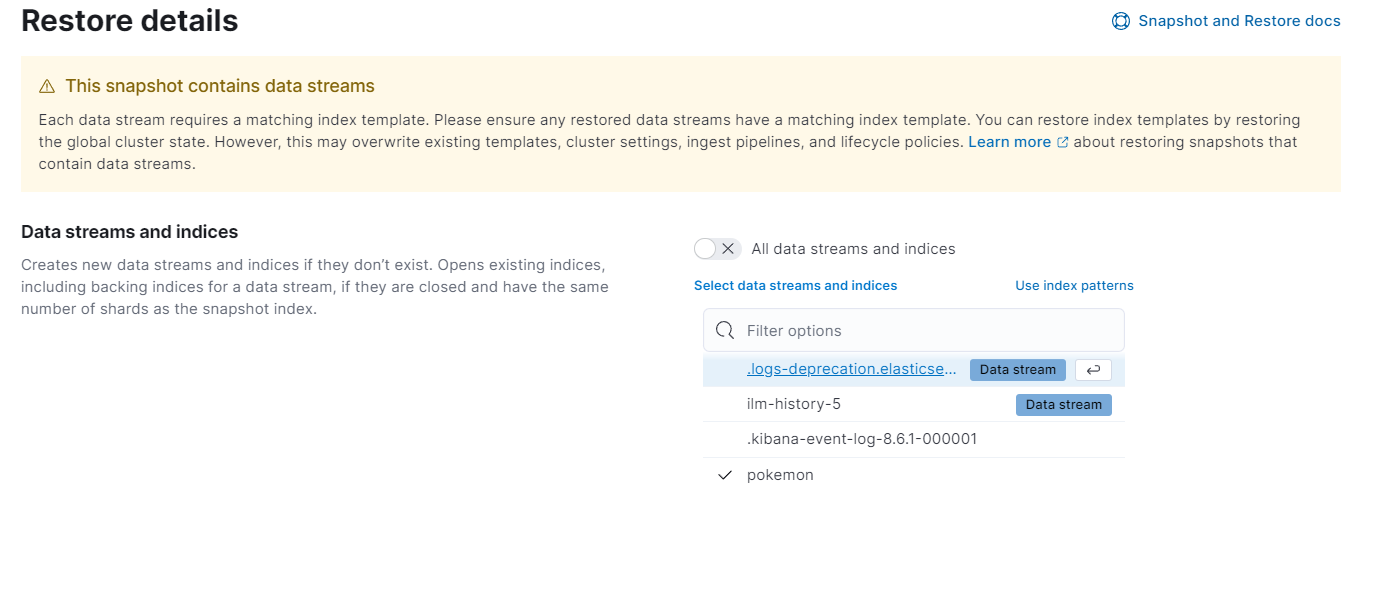 Restore details
Snapshot and Restore docs
This snapshot contains data streams
Each data stream requires a matching index template. Please ensure any restored data streams have a matching index template. You can restore index templates by restoring
the global cluster state. However, this may overwrite existing templates, cluster settings, ingest pipelines, and lifecycle policies. Learn more about restoring snapshots that
contain data streams.
Data streams and indices
Creates new data streams and indices if they don’t exist. Opens existing indices,
including backing indices for a data stream, if they are closed and have the same
number of shards as the snapshot index.
All data streams and indices
Select data streams and indices
Use index patterns
Filter options
.logs-deprecation.elasticse... Data stream
ilm-history-5 Data stream
.kibana-event-log-8.6.1-000001
pokemon